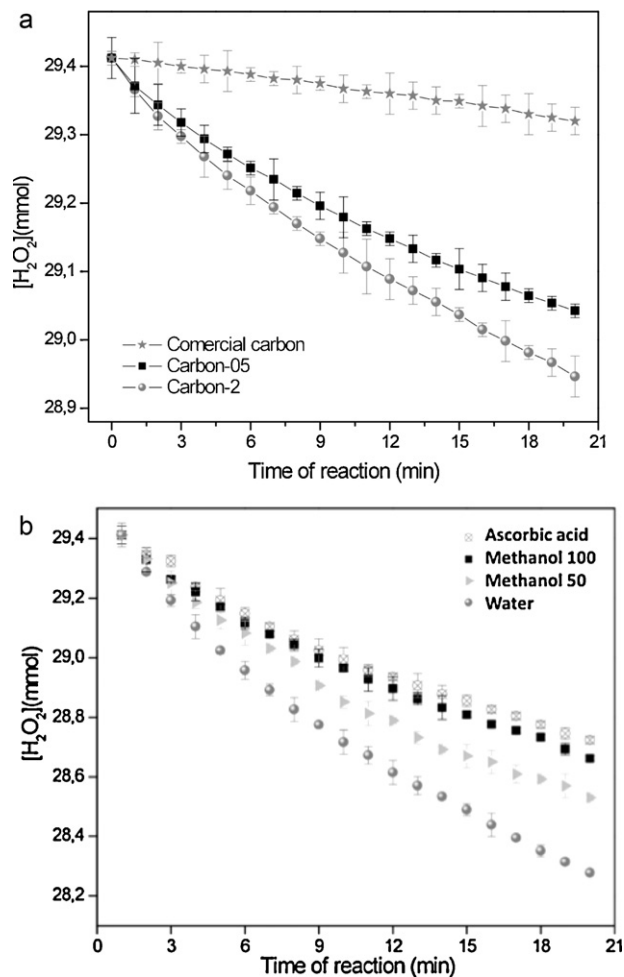 a
29,4
29,3
29,2
29,1
29,0
28,9
[H2O2](mmol)
Comercial carbon
Carbon-05
Carbon-2
0 3 6 9 12 15 18 21
Time of reaction (min)
b
29,4
29,2
29,0
28,8
28,6
28,4
28,2
[H2O2](mmol)
Ascorbic acid
Methanol 100
Methanol 50
Water
0 3 6 9 12 15 18 21
Time of reaction (min)